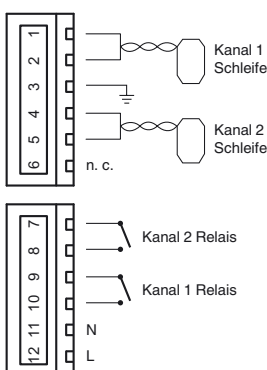 1
2
3
4
5
6
Kanal 1
Schleife
Kanal 2
Schleife
n. c.
7
8
9
10
11
12
Kanal 2 Relais
Kanal 1 Relais
N
L